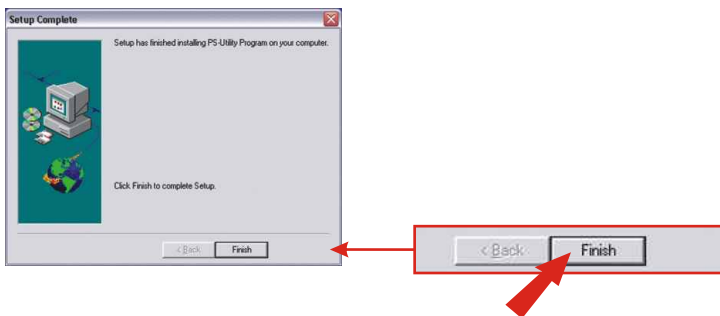 Setup Complete
Setup has finished installing PS-Utility Program on your computer.
Click Finish to complete Setup.
< Back Finish
< Back Finish